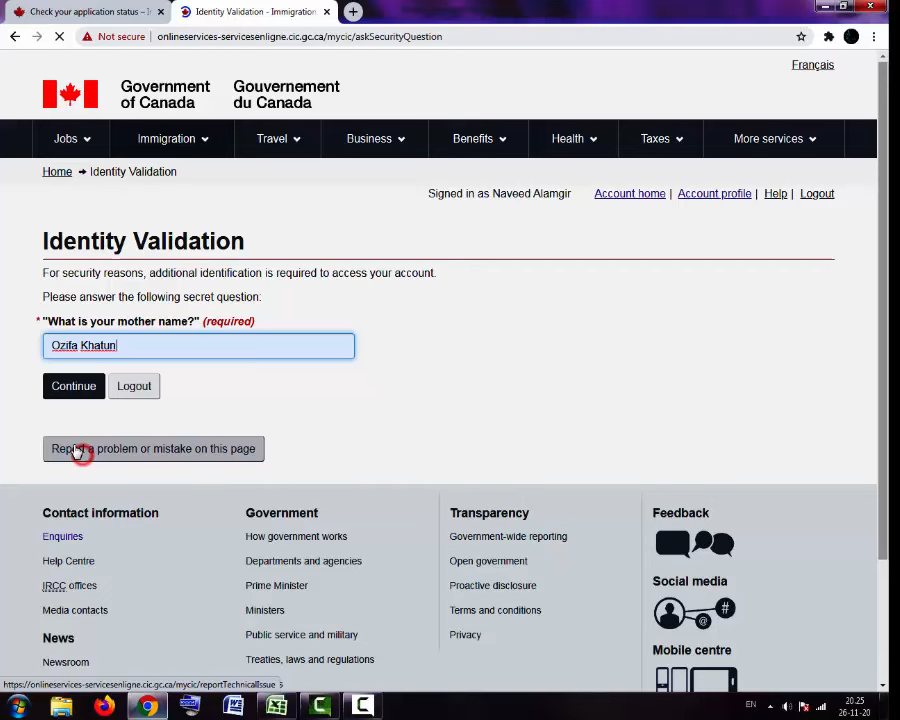 Check your application status – I
Identity Validation - Immigration
Not secure | onlineservices-servicesenligne.cic.gc.ca/mycic/askSecurityQuestion
Français
Government of Canada
Gouvernement du Canada
Jobs Immigration Travel Business Benefits Health Taxes More services
Home → Identity Validation
Signed in as Naveed Alamgir Account home | Account profile | Help | Logout
Identity Validation
For security reasons, additional identification is required to access your account.
Please answer the following secret question:
* "What is your mother name?" (required)
Ozifa Khatun
Continue Logout
Report a problem or mistake on this page
Contact information
Enquiries
Help Centre
IRCC offices
Media contacts
News
Newsroom
Government
How government works
Departments and agencies
Prime Minister
Ministers
Public service and military
Treaties, laws and regulations
Transparency
Government-wide reporting
Open government
Proactive disclosure
Terms and conditions
Privacy
Feedback
Social media
Mobile centre
https://onlineservices-servicesenligne.cic.gc.ca/mycic/reportTechnicalIssue
EN
20.25
26-11-20